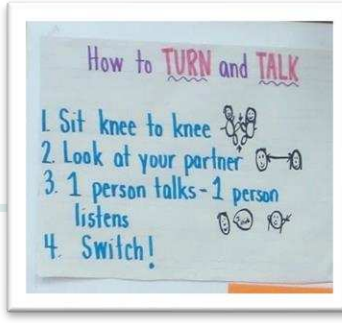 How to TURN and TALK
1. Sit knee to knee
2. Look at your partner
3. 1 person talks - 1 person
listens
4. Switch!